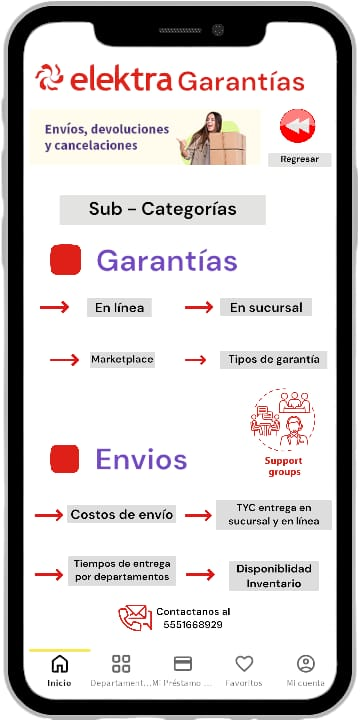 elektra Garantías
Envíos, devoluciones
y cancelaciones
Regresar
Sub - Categorías
Garantías
En línea
En sucursal
Marketplace
Tipos de garantía
Support
groups
Envios
Costos de envío
TYC entrega en
sucursal y en línea
Tiempos de entrega
por departamentos
Disponiblidad
Inventario
Contactanos al
5551668929
Inicio
Departament...
Mi Préstamo ...
Favoritos
Mi cuenta